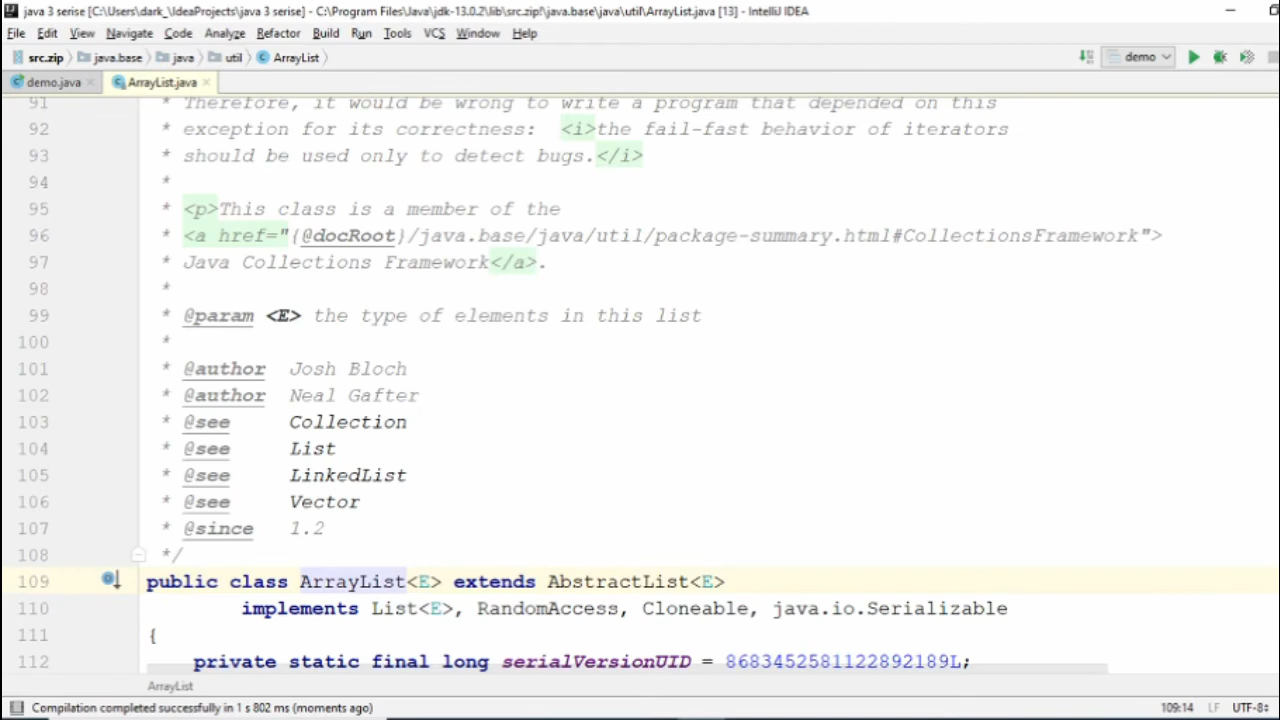 java 3 serise [C:\Users\dark_\IdeaProjects\java 3 serise] - C:\Program Files\Java\jdk-13.0.2\lib\src.zip!\java.base\java\util\ArrayList.java [13] - IntelliJ IDEA
File Edit View Navigate Code Analyze Refactor Build Run Tools VCS Window Help
src.zip java.base java util ArrayList demo
demo.java ArrayList.java
91 * Therefore, it would be wrong to write a program that depended on this
92 * exception for its correctness: <i>the fail-fast behavior of iterators
93 * should be used only to detect bugs.</i>
94 *
95 * <p>This class is a member of the
96 * <a href="{@docRoot}/java.base/java/util/package-summary.html#CollectionsFramework">
97 * Java Collections Framework</a>.
98 *
99 * @param <E> the type of elements in this list
100 *
101 * @author Josh Bloch
102 * @author Neal Gafter
103 * @see Collection
104 * @see List
105 * @see LinkedList
106 * @see Vector
107 * @since 1.2
108 */
109 public class ArrayList<E> extends AbstractList<E>
110 implements List<E>, RandomAccess, Cloneable, java.io.Serializable
111 {
112 private static final long serialVersionUID = 8683452581122892189L;
ArrayList
Compilation completed successfully in 1 s 802 ms (moments ago) 109:14 LF UTF-8